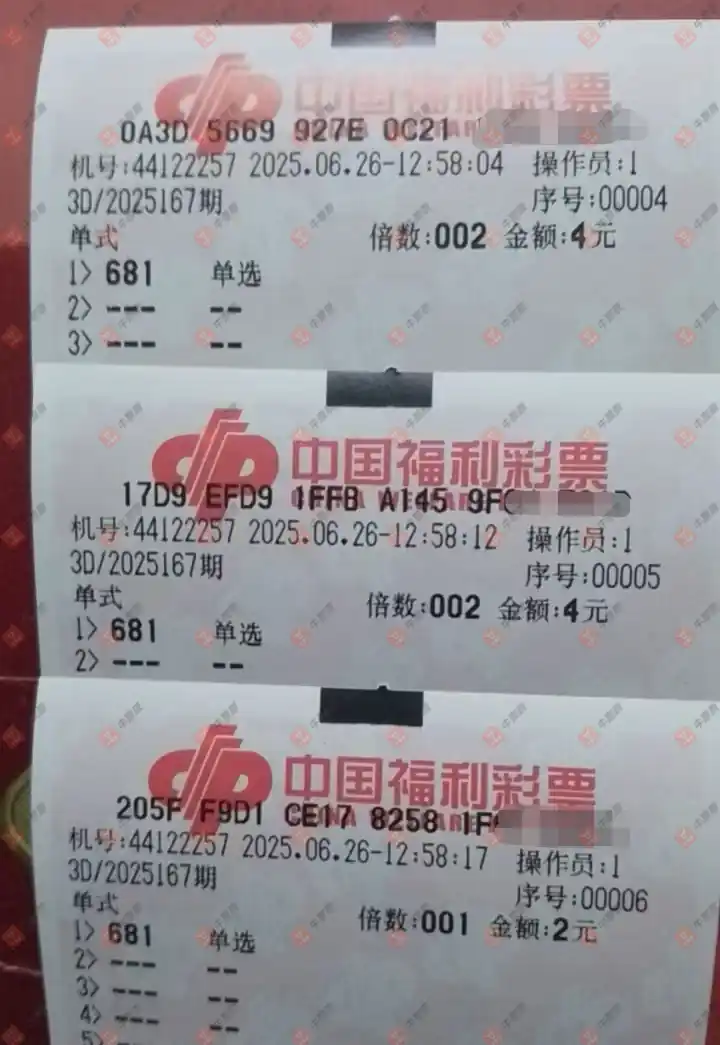 中国福利彩票
0A3D 5669 927E 0C21
机号:44122257 2025.06.26-12:58:04 操作员:1
3D/2025167期 序号:00004
单式 倍数:002 金额:4元
1> 681 单选
2> --- --
3> --- --
中国福利彩票
17D9 EFD9 1FFB A145
机号:44122257 2025.06.26-12:58:12 操作员:1
3D/2025167期 序号:00005
单式 倍数:002 金额:4元
1> 681 单选
2> --- --
中国福利彩票
205F F9D1 CE17 8258
机号:44122257 2025.06.26-12:58:17 操作员:1
3D/2025167期 序号:00006
单式 倍数:001 金额:2元
1> 681 单选
2> --- --
3> --- --
4> --- --
5> --- --